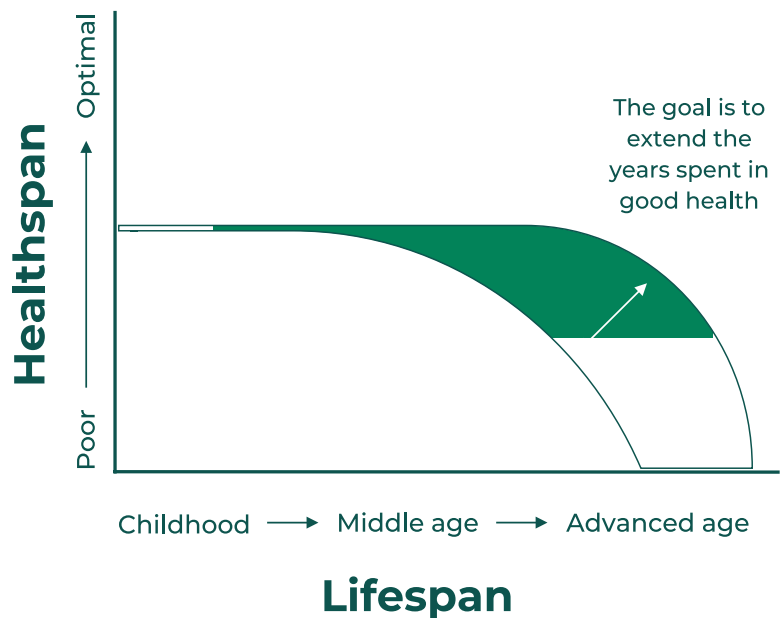 Healthspan
Poor
Optimal
The goal is to
extend the
years spent in
good health
Childhood
Middle age
Advanced age
Lifespan